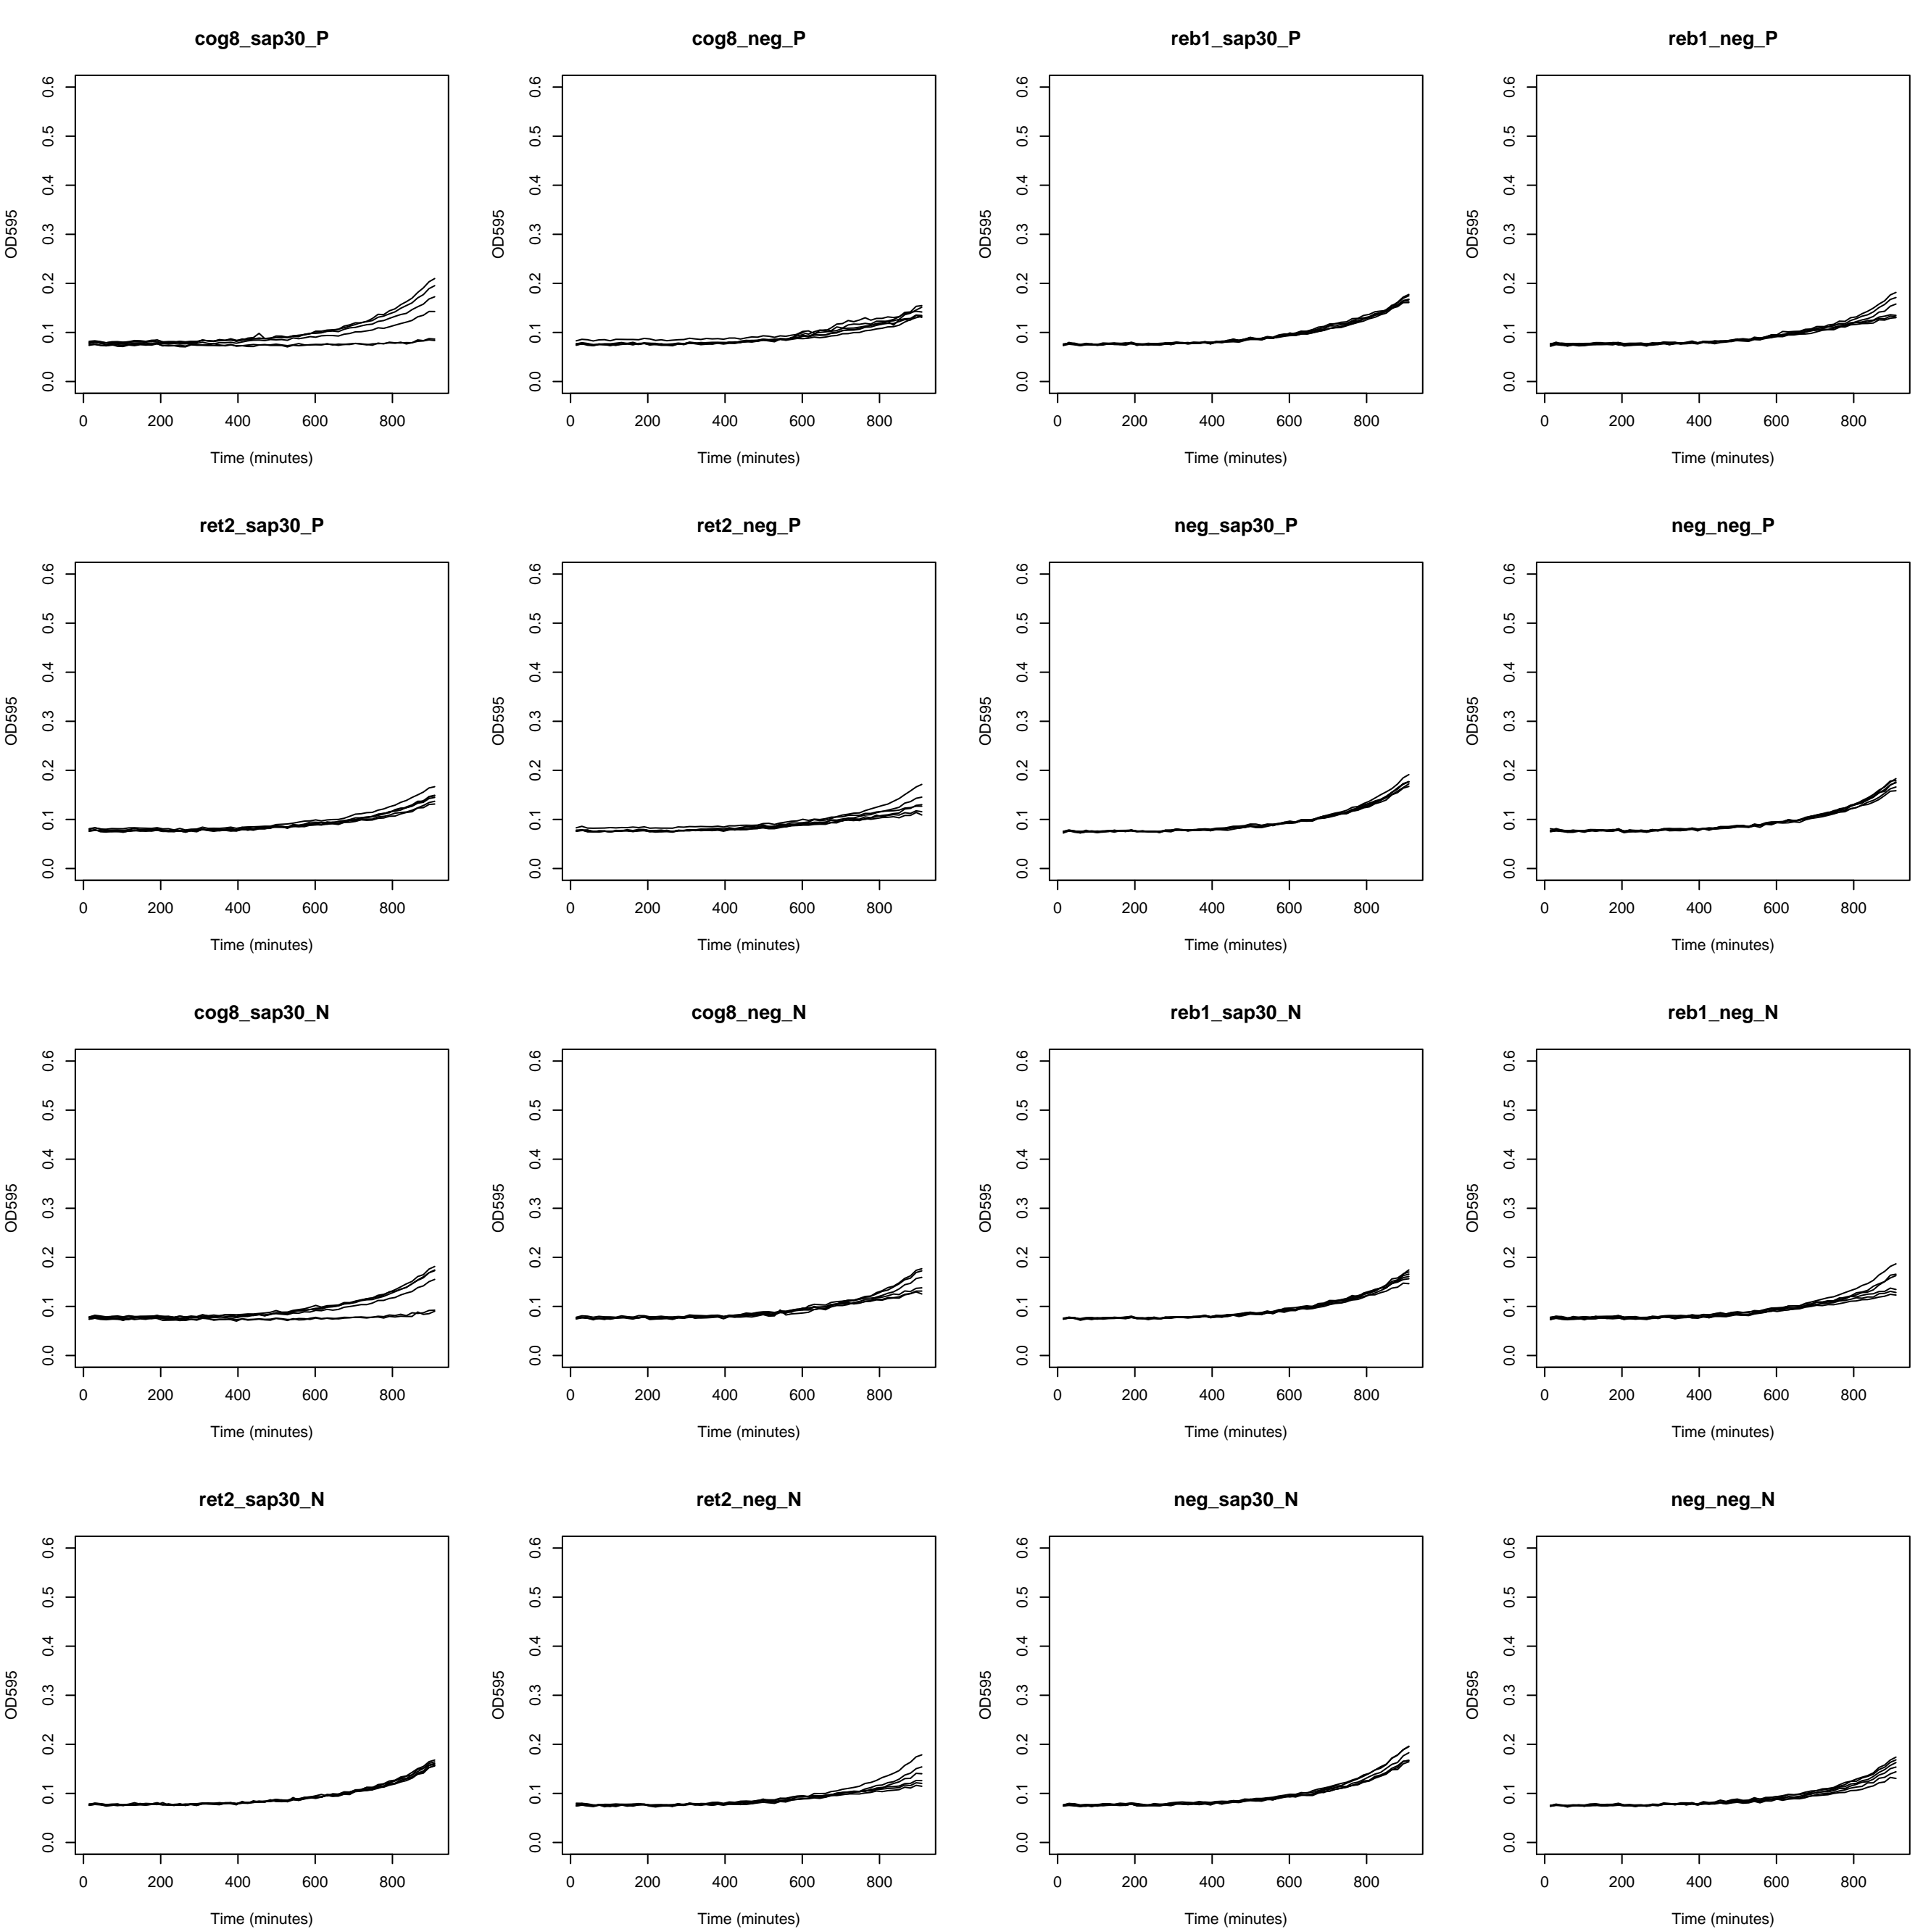 cog8_sap30_P
cog8_neg_P
reb1_sap30_P
reb1_neg_P
OD595
0.0 0.1 0.2 0.3 0.4 0.5 0.6
0 200 400 600 800
Time (minutes)
OD595
0.0 0.1 0.2 0.3 0.4 0.5 0.6
0 200 400 600 800
Time (minutes)
OD595
0.0 0.1 0.2 0.3 0.4 0.5 0.6
0 200 400 600 800
Time (minutes)
OD595
0.0 0.1 0.2 0.3 0.4 0.5 0.6
0 200 400 600 800
Time (minutes)
ret2_sap30_P
ret2_neg_P
neg_sap30_P
neg_neg_P
OD595
0.0 0.1 0.2 0.3 0.4 0.5 0.6
0 200 400 600 800
Time (minutes)
OD595
0.0 0.1 0.2 0.3 0.4 0.5 0.6
0 200 400 600 800
Time (minutes)
OD595
0.0 0.1 0.2 0.3 0.4 0.5 0.6
0 200 400 600 800
Time (minutes)
OD595
0.0 0.1 0.2 0.3 0.4 0.5 0.6
0 200 400 600 800
Time (minutes)
cog8_sap30_N
cog8_neg_N
reb1_sap30_N
reb1_neg_N
OD595
0.0 0.1 0.2 0.3 0.4 0.5 0.6
0 200 400 600 800
Time (minutes)
OD595
0.0 0.1 0.2 0.3 0.4 0.5 0.6
0 200 400 600 800
Time (minutes)
OD595
0.0 0.1 0.2 0.3 0.4 0.5 0.6
0 200 400 600 800
Time (minutes)
OD595
0.0 0.1 0.2 0.3 0.4 0.5 0.6
0 200 400 600 800
Time (minutes)
ret2_sap30_N
ret2_neg_N
neg_sap30_N
neg_neg_N
OD595
0.0 0.1 0.2 0.3 0.4 0.5 0.6
0 200 400 600 800
Time (minutes)
OD595
0.0 0.1 0.2 0.3 0.4 0.5 0.6
0 200 400 600 800
Time (minutes)
OD595
0.0 0.1 0.2 0.3 0.4 0.5 0.6
0 200 400 600 800
Time (minutes)
OD595
0.0 0.1 0.2 0.3 0.4 0.5 0.6
0 200 400 600 800
Time (minutes)